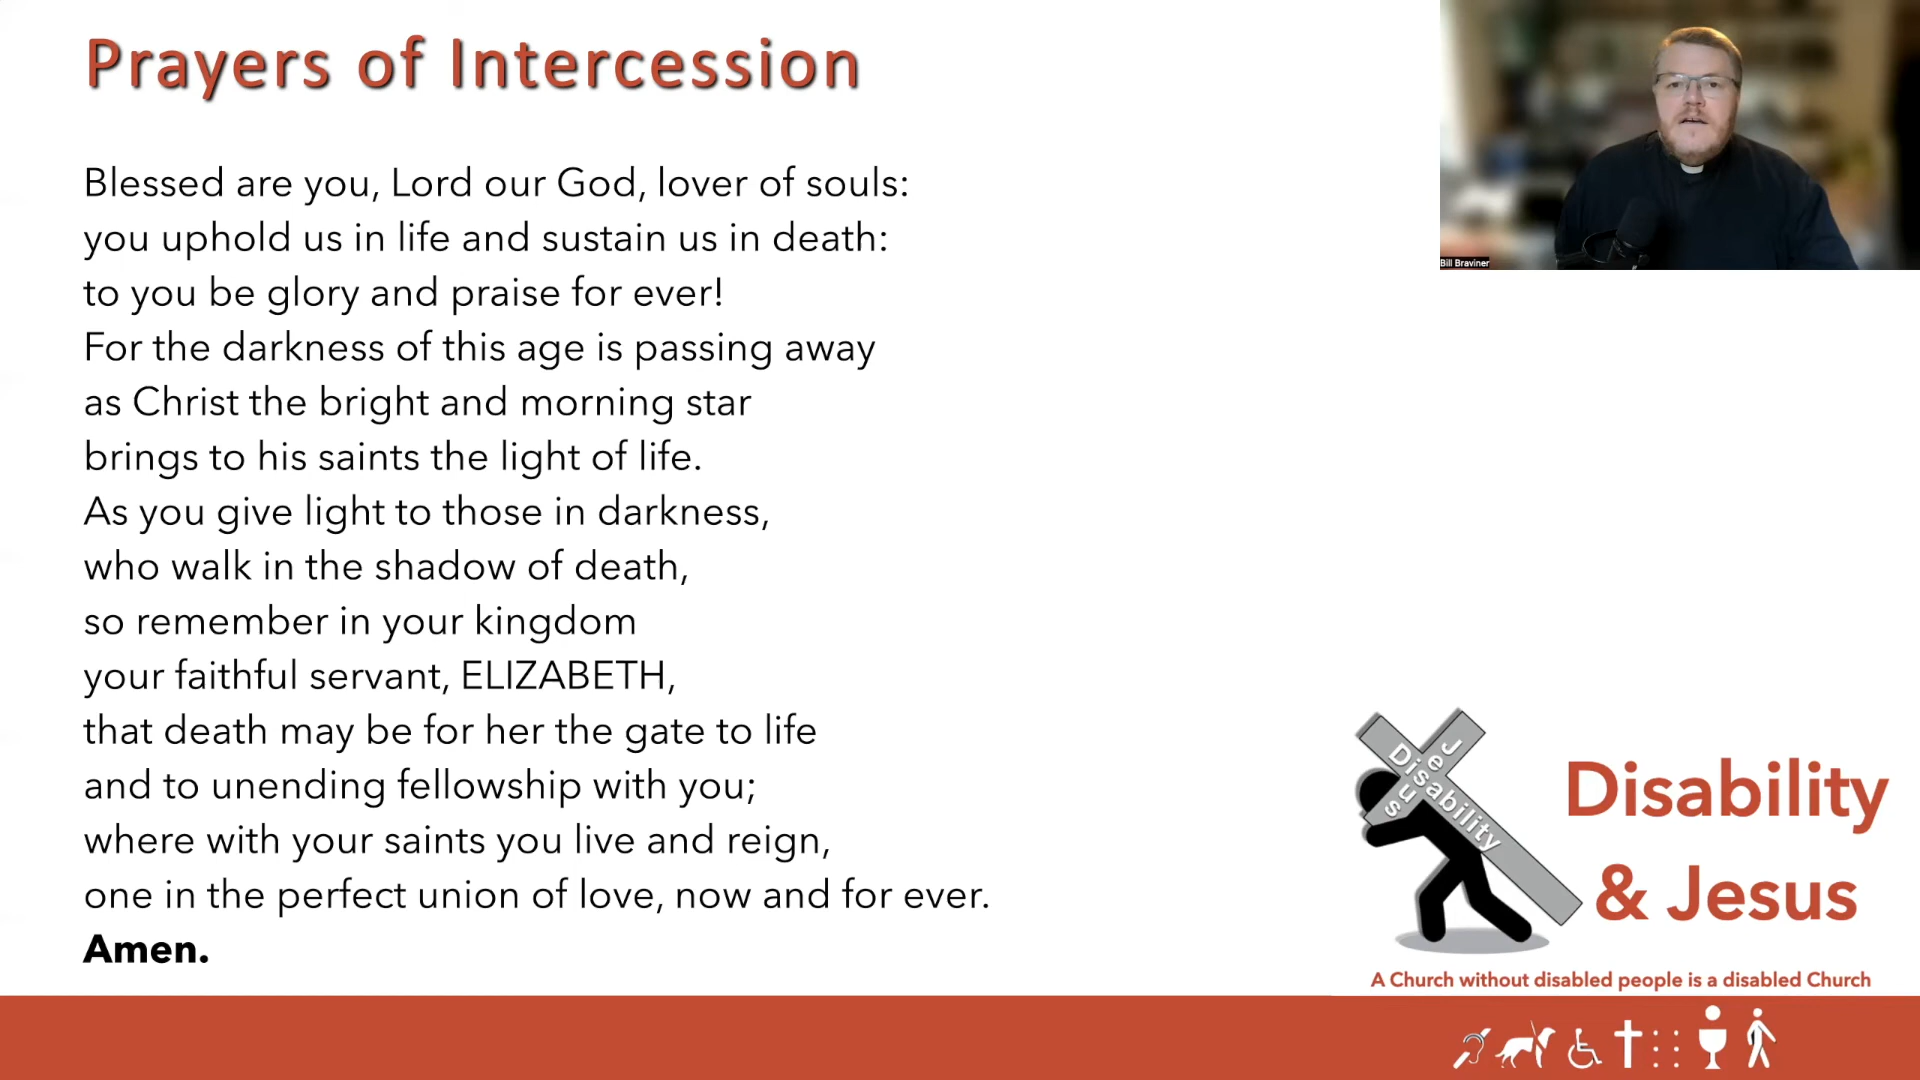 Prayers of Intercession
Blessed are you, Lord our God, lover of souls:
you uphold us in life and sustain us in death:
to you be glory and praise for ever!
For the darkness of this age is passing away
as Christ the bright and morning star
brings to his saints the light of life.
As you give light to those in darkness,
who walk in the shadow of death,
so remember in your kingdom
your faithful servant, ELIZABETH,
that death may be for her the gate to life
and to unending fellowship with you;
where with your saints you live and reign,
one in the perfect union of love, now and for ever.
Amen.
Bill Braviner
Jesus
Disability
Disability
& Jesus
A Church without disabled people is a disabled Church